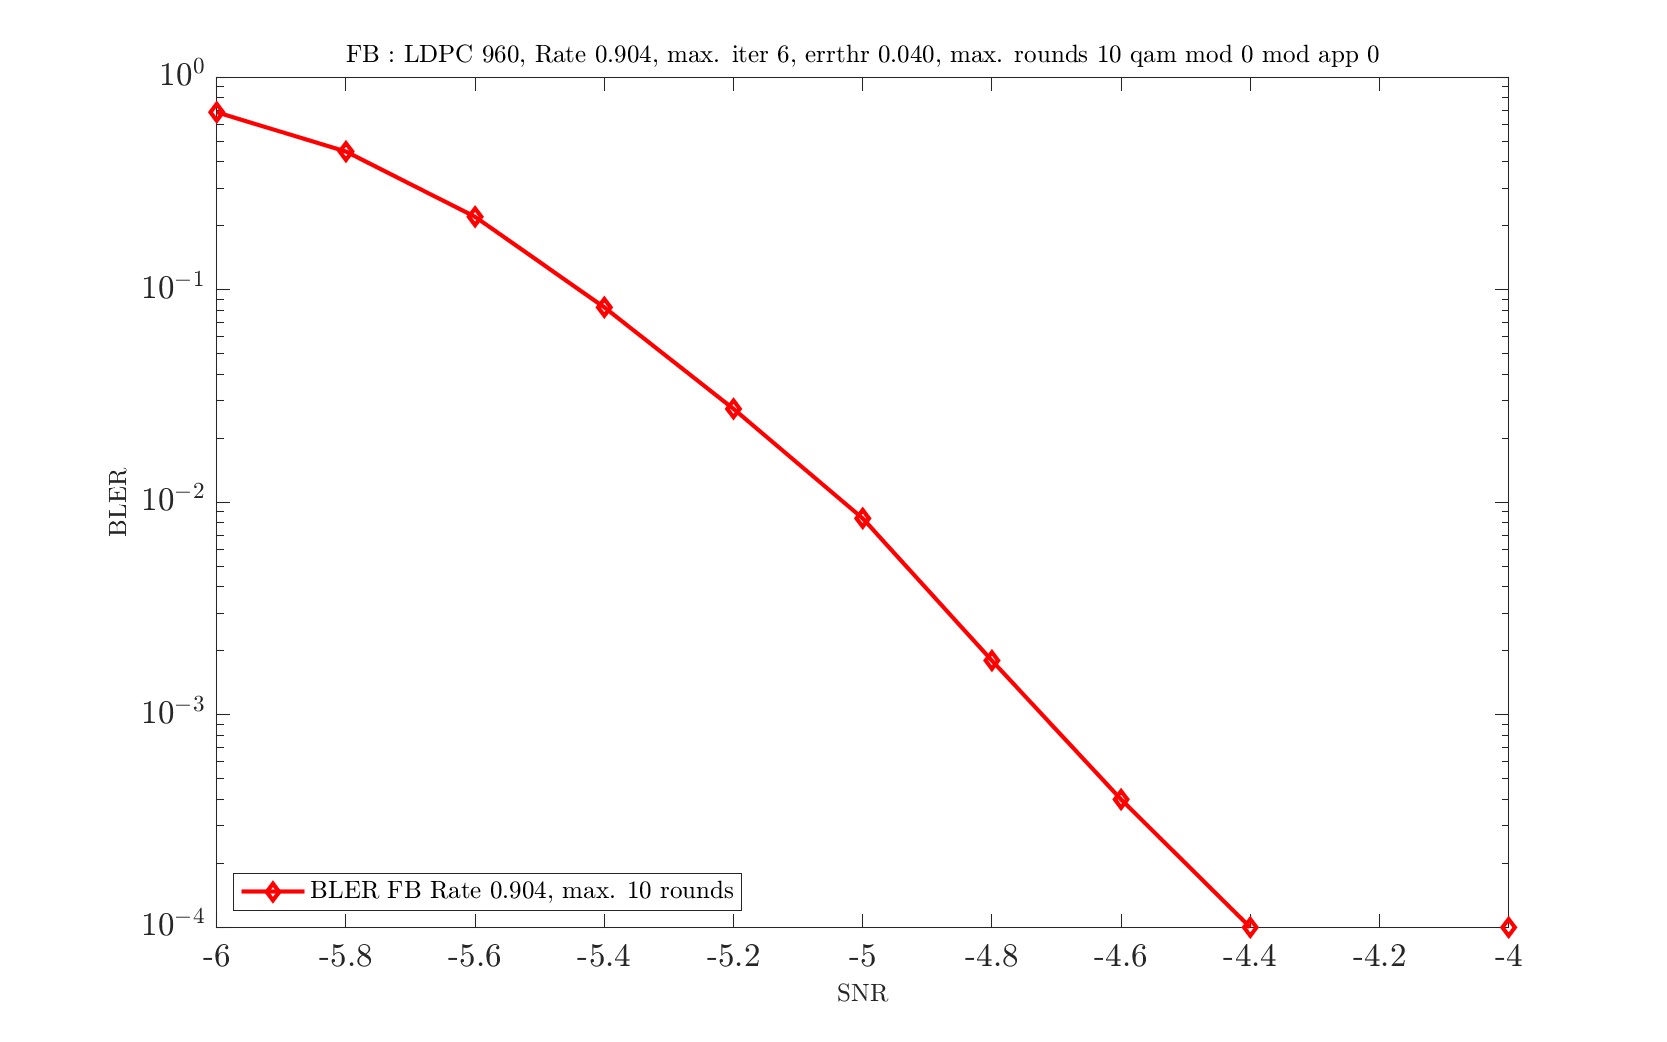 FB : LDPC 960, Rate 0.904, max. iter 6, errthr 0.040, max. rounds 10 qam mod 0 mod app 0
10^0
10^-1
10^-2
10^-3
10^-4
BLER
BLER FB Rate 0.904, max. 10 rounds
-6 -5.8 -5.6 -5.4 -5.2 -5 -4.8 -4.6 -4.4 -4.2 -4
SNR